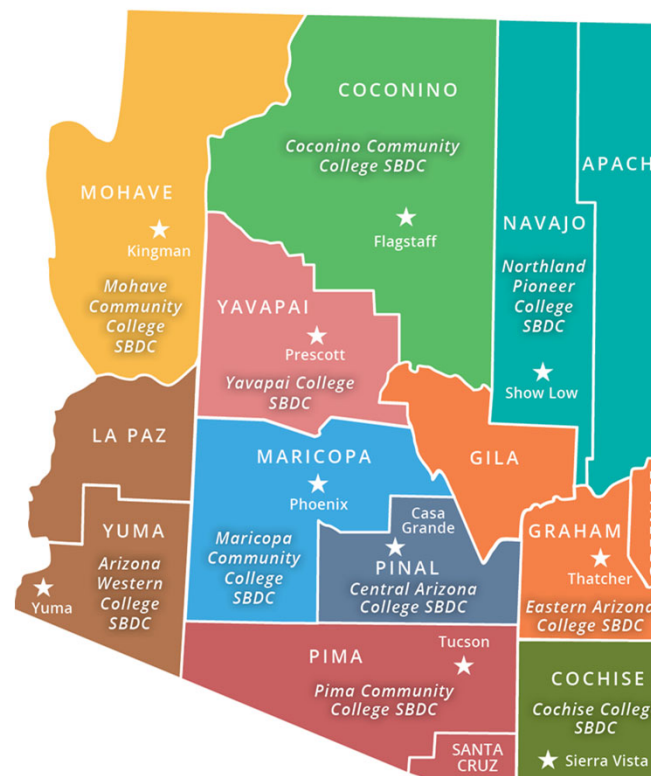 COCONINO
Coconino Community
College SBDC
Flagstaff
MOHAVE
Kingman
Mohave
Community
College
SBDC
NAVAJO
Northland
Pioneer
College
SBDC
Show Low
APACH
YAVAPAI
Prescott
Yavapai College
SBDC
LA PAZ
YUMA
Arizona
Western
College
SBDC
Yuma
MARICOPA
Phoenix
Maricopa
Community
College
SBDC
GILA
Casa
Grande
PINAL
Central Arizona
College SBDC
GRAHAM
Thatcher
Eastern Arizona
College SBDC
PIMA
Tucson
Pima Community
College SBDC
SANTA
CRUZ
COCHISE
Cochise College
SBDC
Sierra Vista